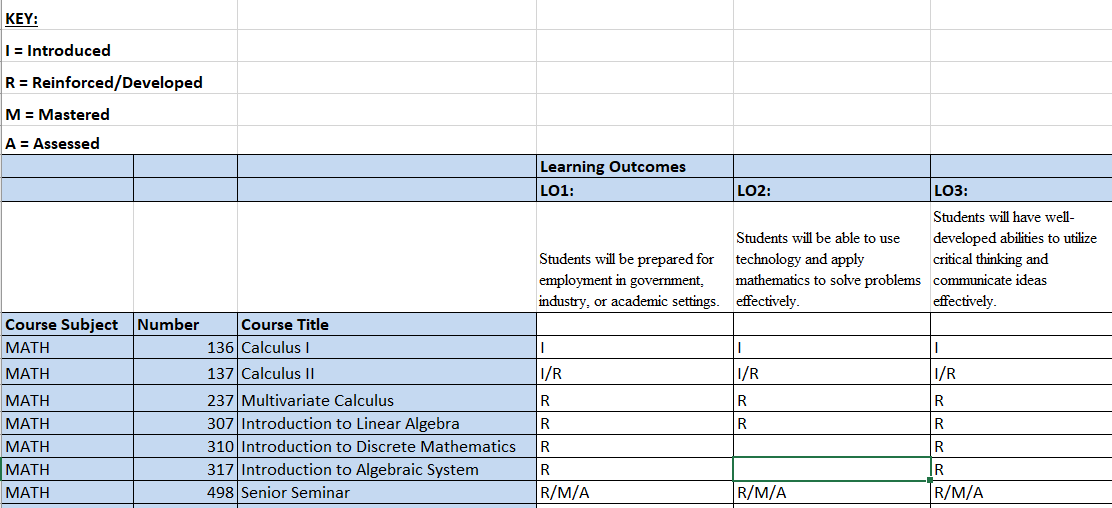 KEY:
I = Introduced
R = Reinforced/Developed
M = Mastered
A = Assessed
Learning Outcomes
LO1: LO2: LO3:
Students will be prepared for
employment in government,
industry, or academic settings.
Students will be able to use
technology and apply
mathematics to solve problems
effectively.
Students will have well-
developed abilities to utilize
critical thinking and
communicate ideas
effectively.
Course Subject Number Course Title
MATH 136 Calculus I I I I
MATH 137 Calculus II I/R I/R I/R
MATH 237 Multivariate Calculus R R R
MATH 307 Introduction to Linear Algebra R R R
MATH 310 Introduction to Discrete Mathematics R R
MATH 317 Introduction to Algebraic System R R
MATH 498 Senior Seminar R/M/A R/M/A R/M/A